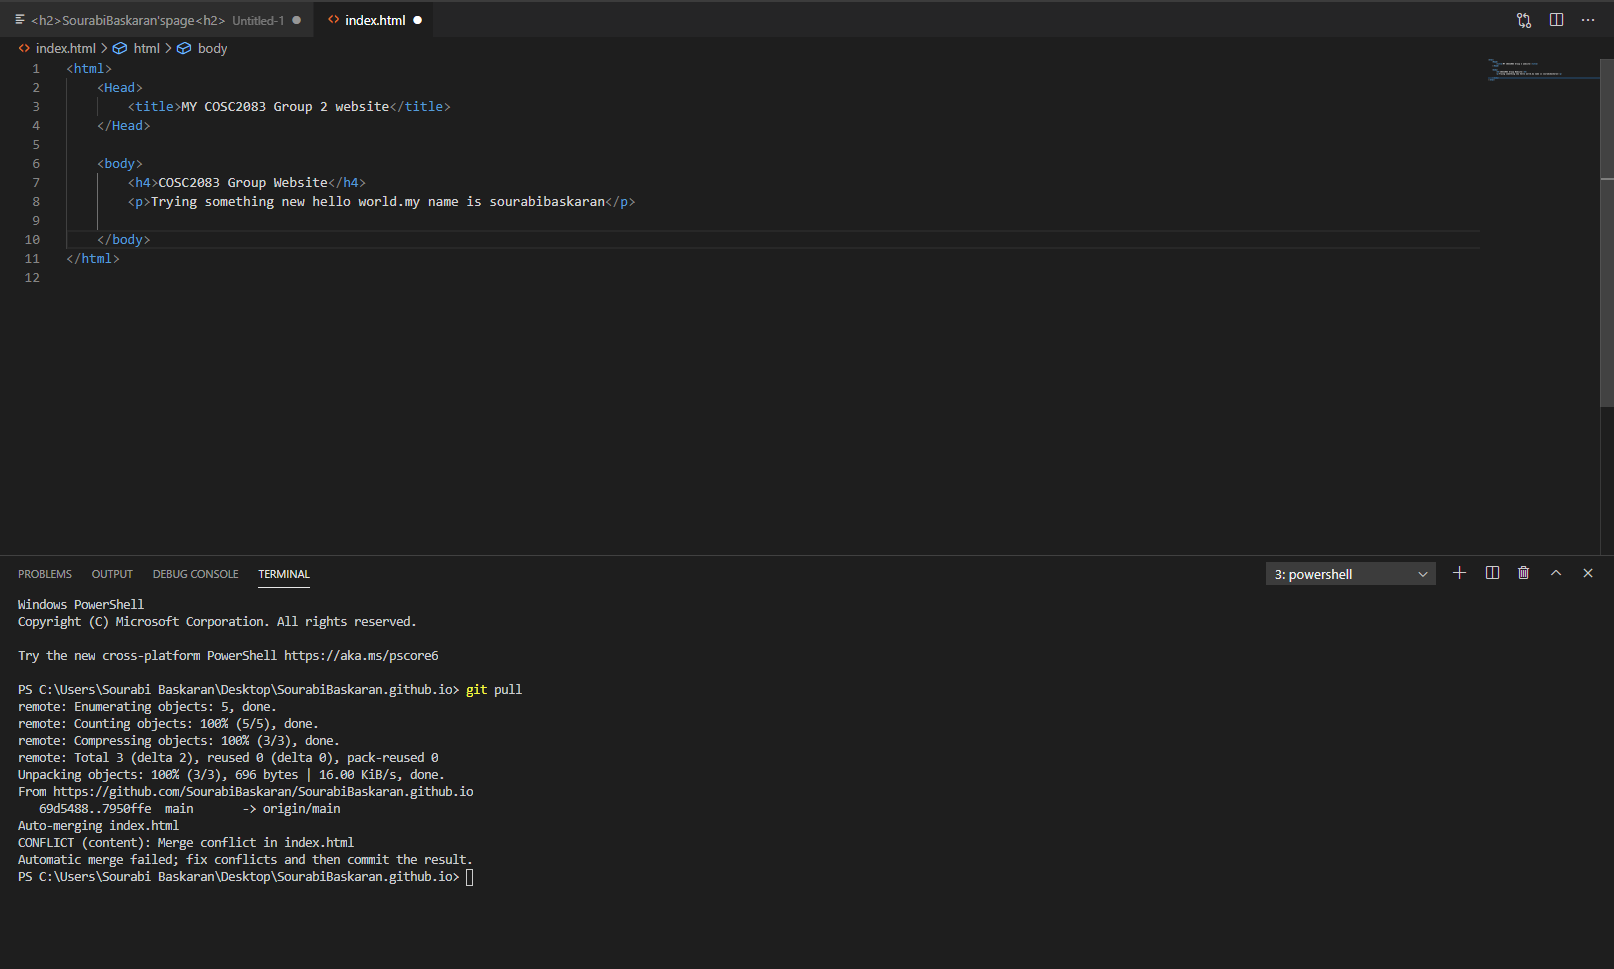 <h2>SourabiBaskaran'spage<h2> Untitled-1 ● <> index.html ●
<> index.html > html > body
1 <html>
2 <Head>
3 <title>MY COSC2083 Group 2 website</title>
4 </Head>
5
6 <body>
7 <h4>COSC2083 Group Website</h4>
8 <p>Trying something new hello world.my name is sourabibaskaran</p>
9
10 </body>
11 </html>
12
PROBLEMS OUTPUT DEBUG CONSOLE TERMINAL 3: powershell
Windows PowerShell
Copyright (C) Microsoft Corporation. All rights reserved.
Try the new cross-platform PowerShell https://aka.ms/pscore6
PS C:\Users\Sourabi Baskaran\Desktop\SourabiBaskaran.github.io> git pull
remote: Enumerating objects: 5, done.
remote: Counting objects: 100% (5/5), done.
remote: Compressing objects: 100% (3/3), done.
remote: Total 3 (delta 2), reused 0 (delta 0), pack-reused 0
Unpacking objects: 100% (3/3), 696 bytes | 16.00 KiB/s, done.
From https://github.com/SourabiBaskaran/SourabiBaskaran.github.io
69d5488..7950ffe main -> origin/main
Auto-merging index.html
CONFLICT (content): Merge conflict in index.html
Automatic merge failed; fix conflicts and then commit the result.
PS C:\Users\Sourabi Baskaran\Desktop\SourabiBaskaran.github.io>